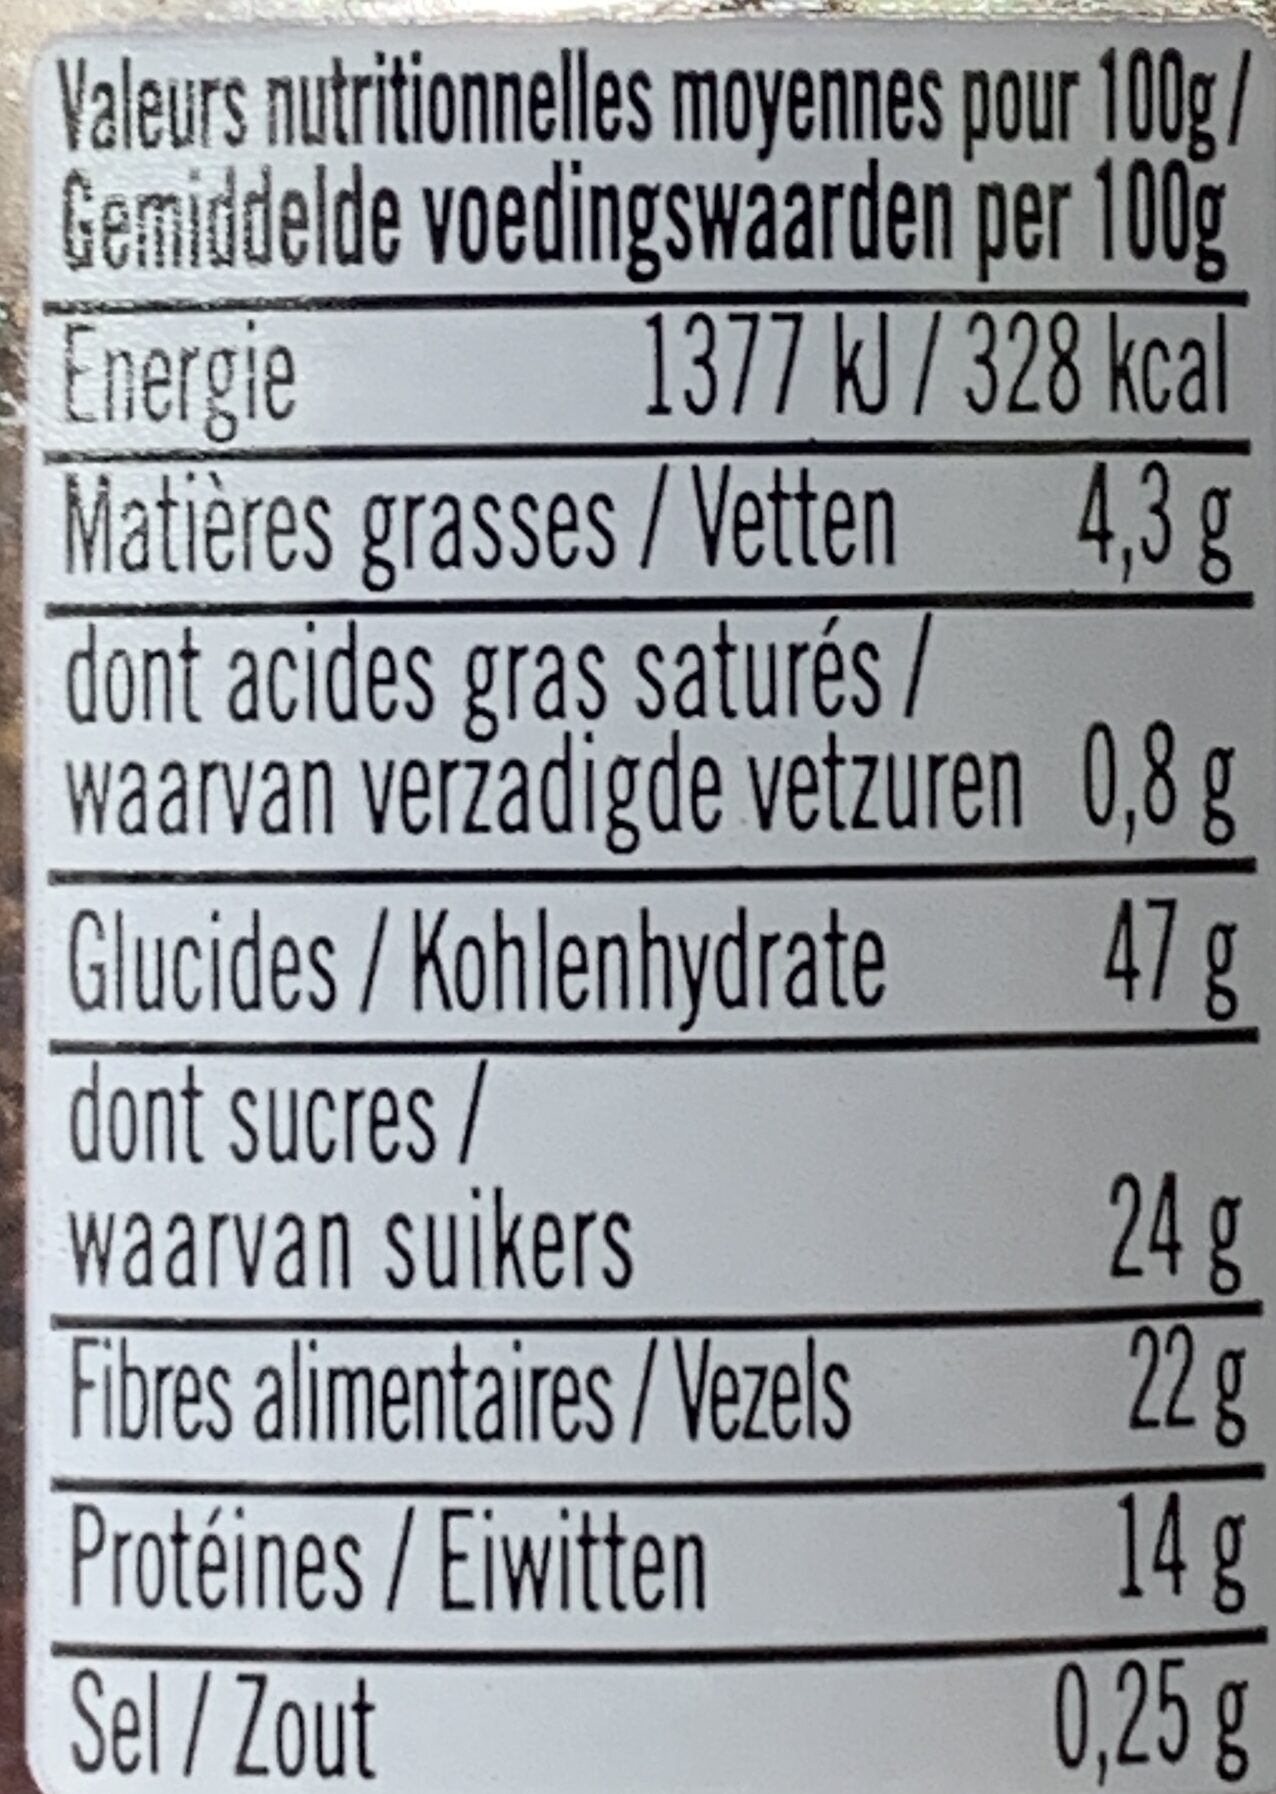 Valeurs nutritionnelles moyennes pour 100g /
Gemiddelde voedingswaarden per 100g
Energie 1377 kJ / 328 kcal
Matières grasses / Vetten 4,3 g
dont acides gras saturés /
waarvan verzadigde vetzuren 0,8 g
Glucides / Kohlenhydrate 47 g
dont sucres /
waarvan suikers 24 g
Fibres alimentaires / Vezels 22 g
Protéines / Eiwitten 14 g
Sel / Zout 0,25 g